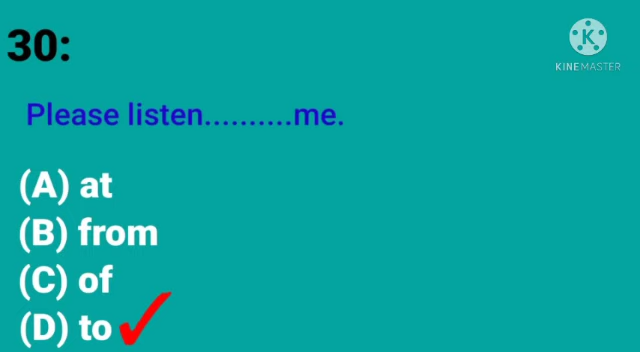 30:
K
KINEMASTER
Please listen..........me.
(A) at
(B) from
(C) of
(D) to